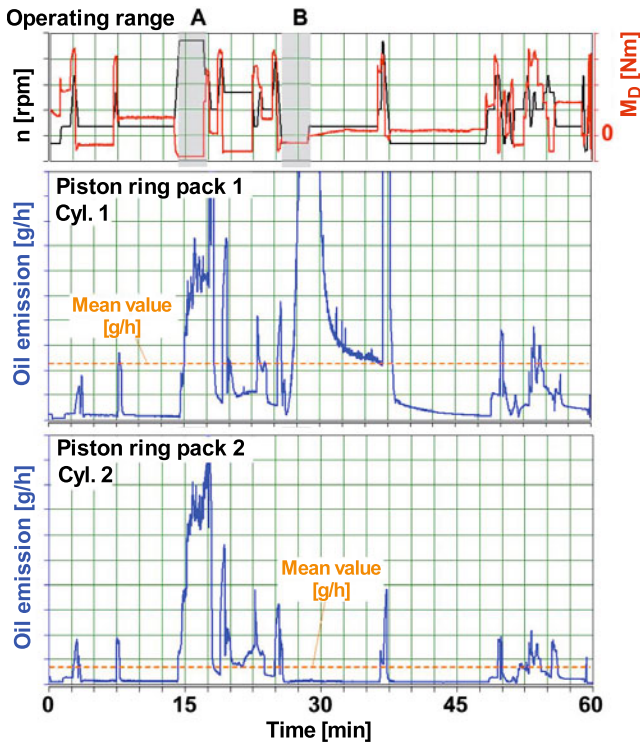 Operating range A B
n [rpm]
M_D [Nm]
0
Piston ring pack 1
Cyl. 1
Oil emission [g/h]
Mean value
[g/h]
Piston ring pack 2
Cyl. 2
Oil emission [g/h]
Mean value
[g/h]
0 15 30 45 60
Time [min]